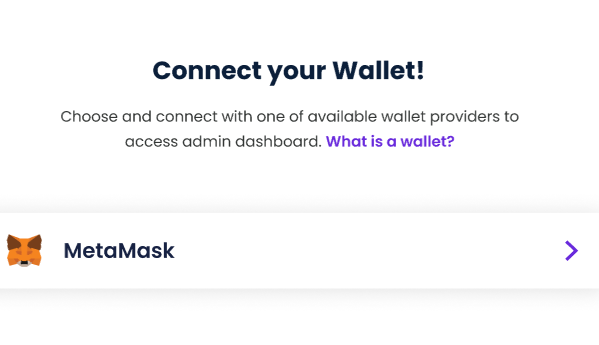 Connect your Wallet!
Choose and connect with one of available wallet providers to
access admin dashboard. What is a wallet?
MetaMask